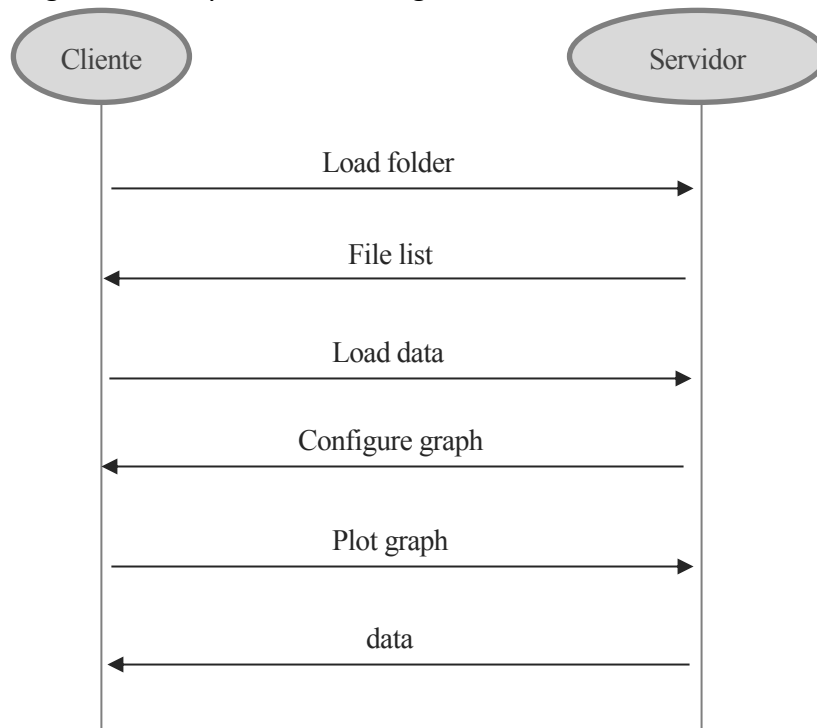 Cliente
Servidor
Load folder
File list
Load data
Configure graph
Plot graph
data